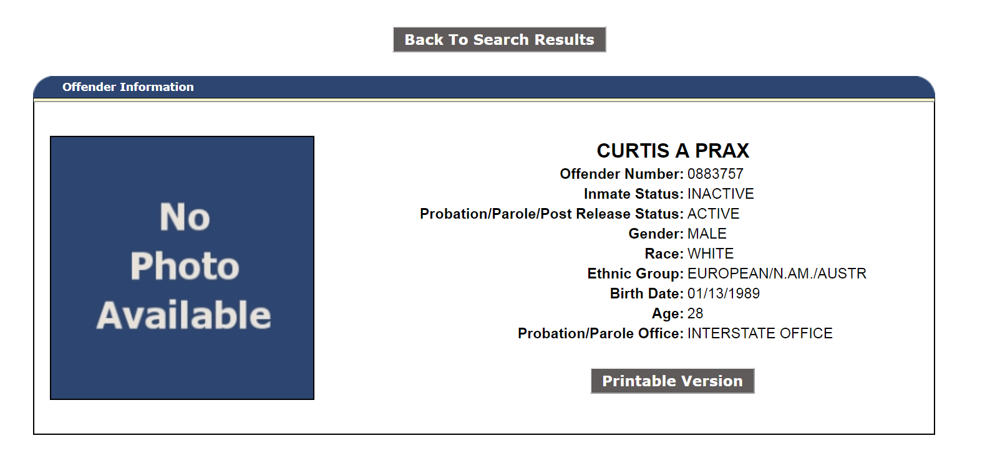 Back To Search Results
Offender Information
No
Photo
Available
CURTIS A PRAX
Offender Number: 0883757
Inmate Status: INACTIVE
Probation/Parole/Post Release Status: ACTIVE
Gender: MALE
Race: WHITE
Ethnic Group: EUROPEAN/N.AM./AUSTR
Birth Date: 01/13/1989
Age: 28
Probation/Parole Office: INTERSTATE OFFICE
Printable Version